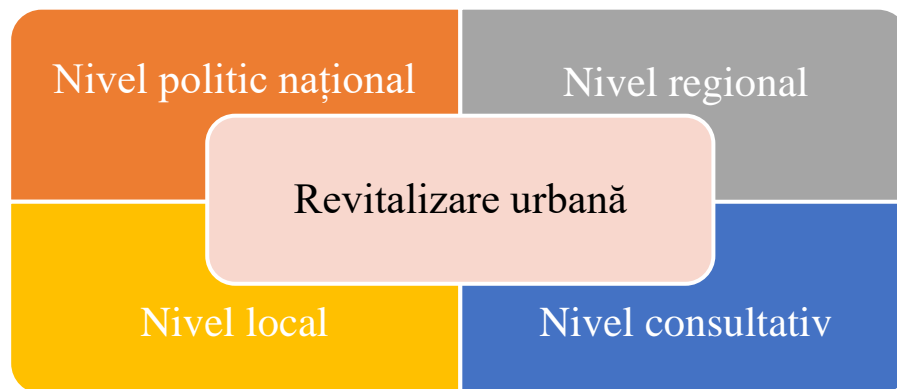 Nivel politic național
Nivel regional
Revitalizare urbană
Nivel local
Nivel consultativ